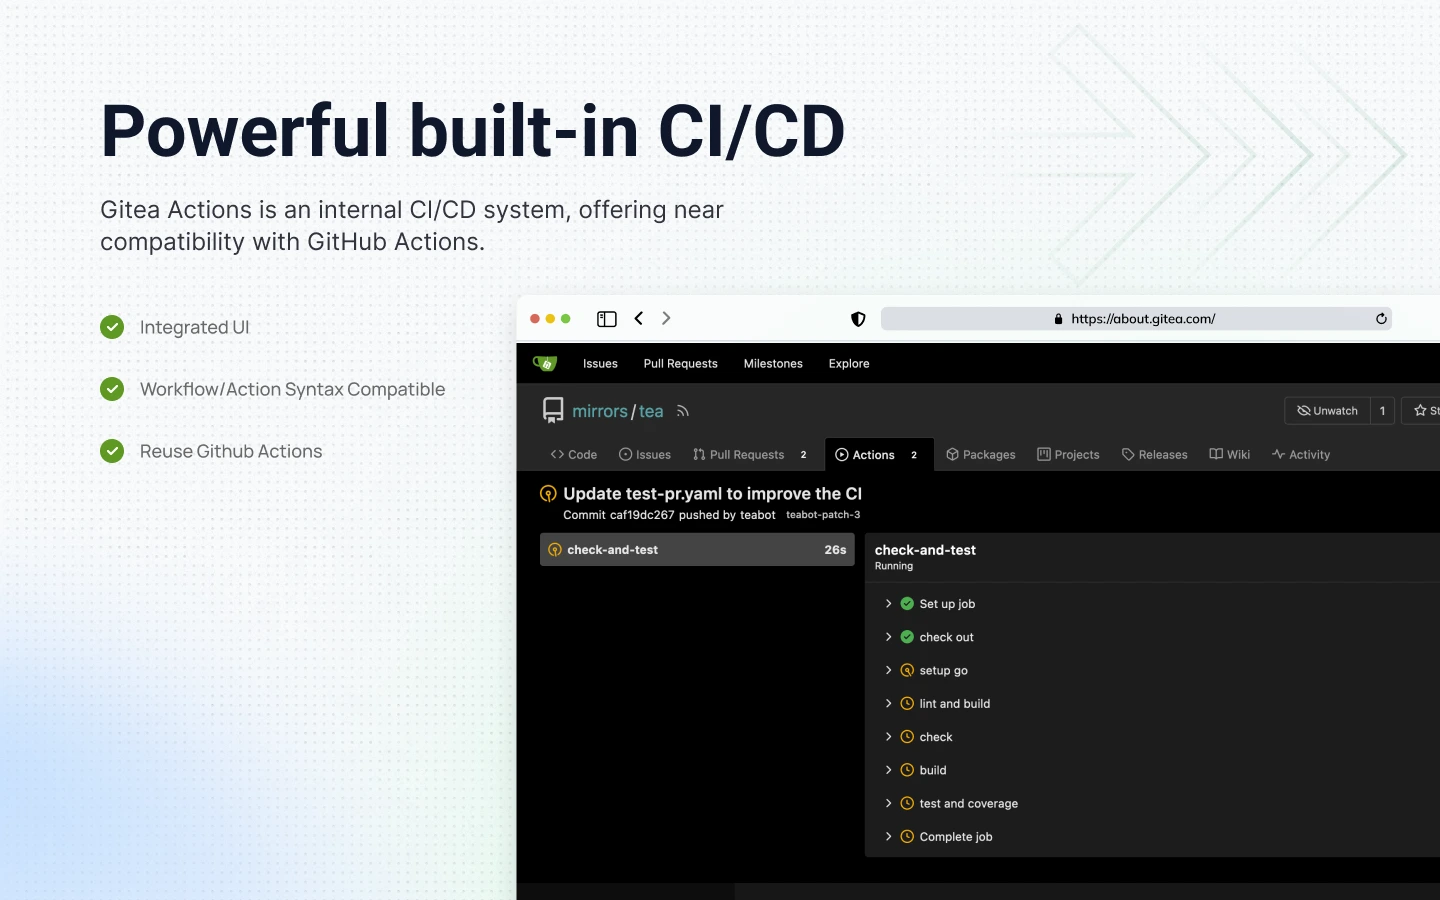 Powerful built-in CI/CD
Gitea Actions is an internal CI/CD system, offering near
compatibility with GitHub Actions.
Integrated UI
Workflow/Action Syntax Compatible
Reuse Github Actions
https://about.gitea.com/
Issues Pull Requests Milestones Explore
mirrors/tea Unwatch 1 St
Code Issues Pull Requests 2 Actions 2 Packages Projects Releases Wiki Activity
Update test-pr.yaml to improve the CI
Commit caf19dc267 pushed by teabot teabot-patch-3
check-and-test 26s
check-and-test
Running
Set up job
check out
setup go
lint and build
check
build
test and coverage
Complete job